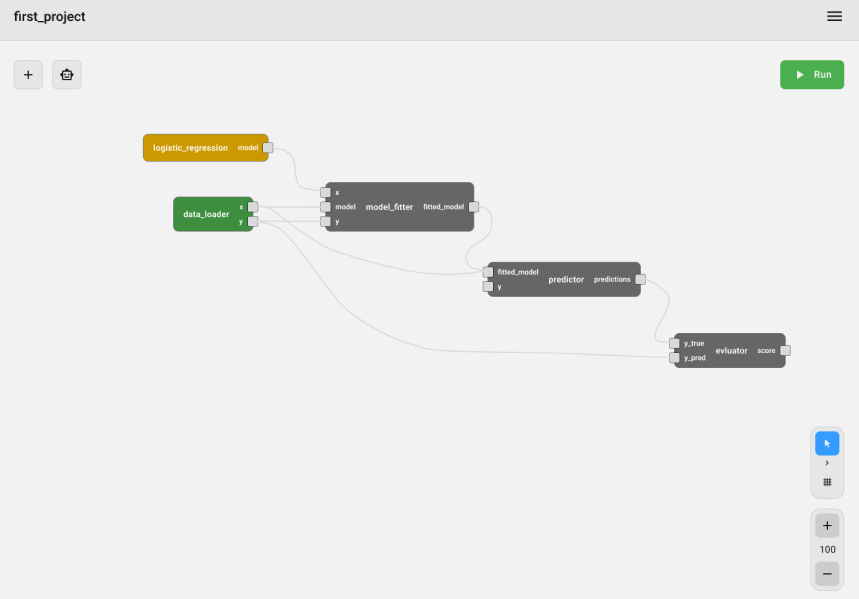 first_project
Run
logistic_regression model
data_loader x
y
x
model model_fitter fitted_model
y
fitted_model
y
predictor predictions
y_true
y_pred
evluator score
100